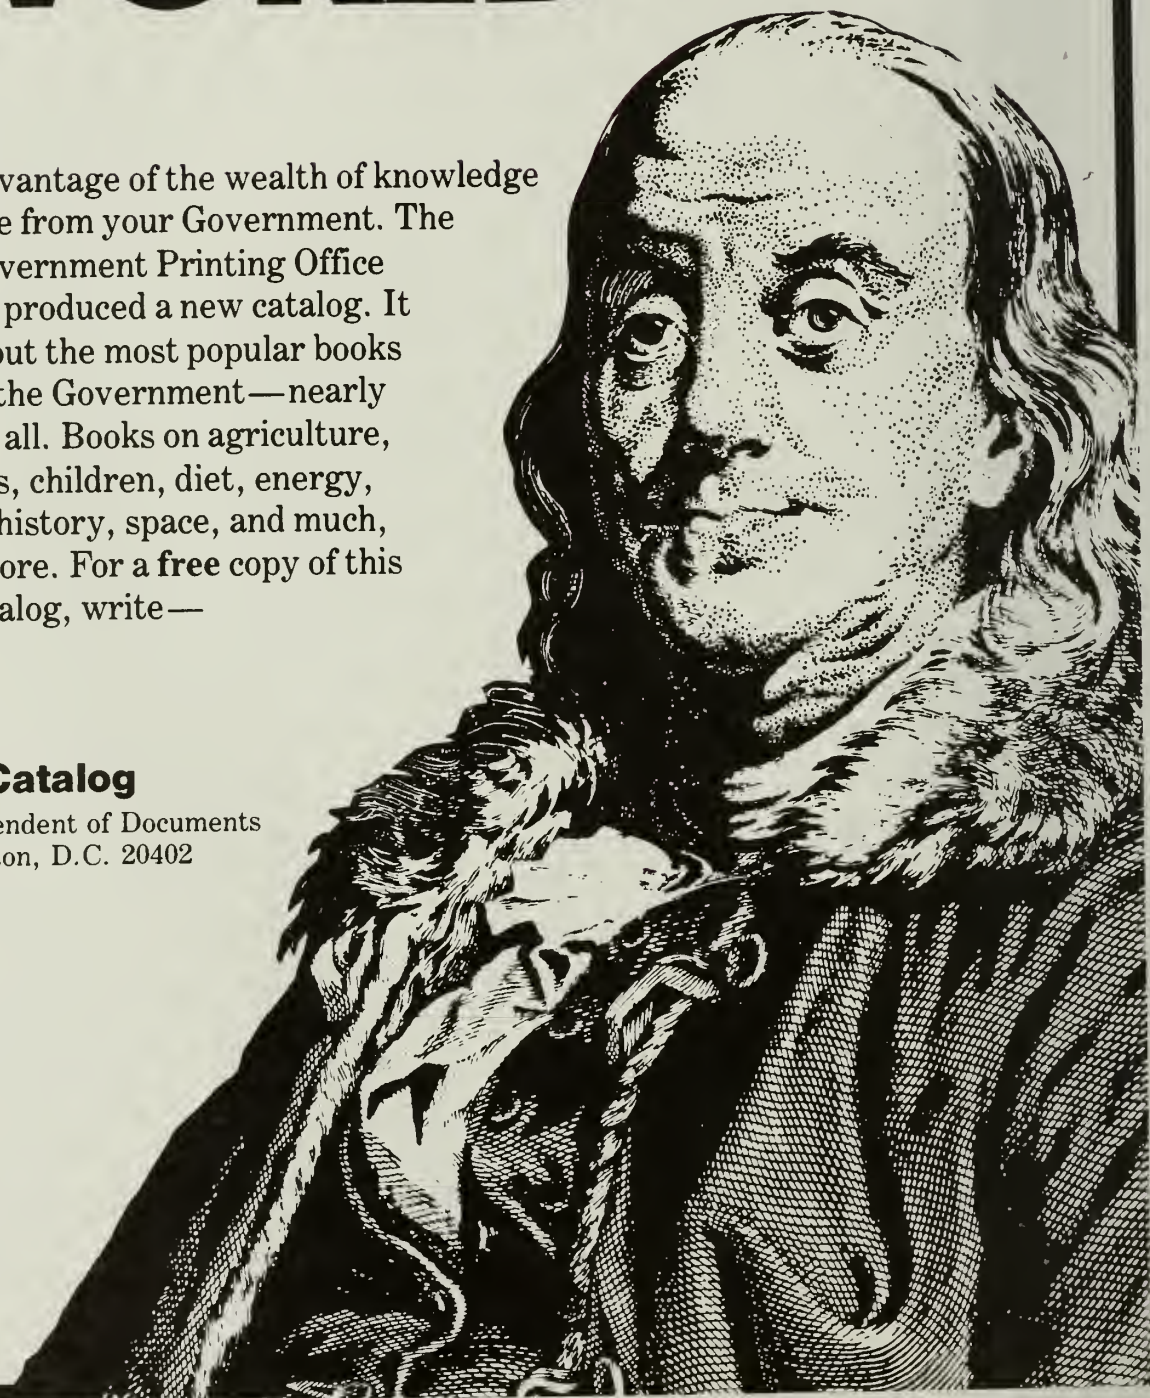 vantage of the wealth of knowledge
e from your Government. The
vernment Printing Office
produced a new catalog. It
out the most popular books
the Government—nearly
all. Books on agriculture,
s, children, diet, energy,
history, space, and much,
ore. For a free copy of this
alog, write—
Catalog
endent of Documents
on, D.C. 20402